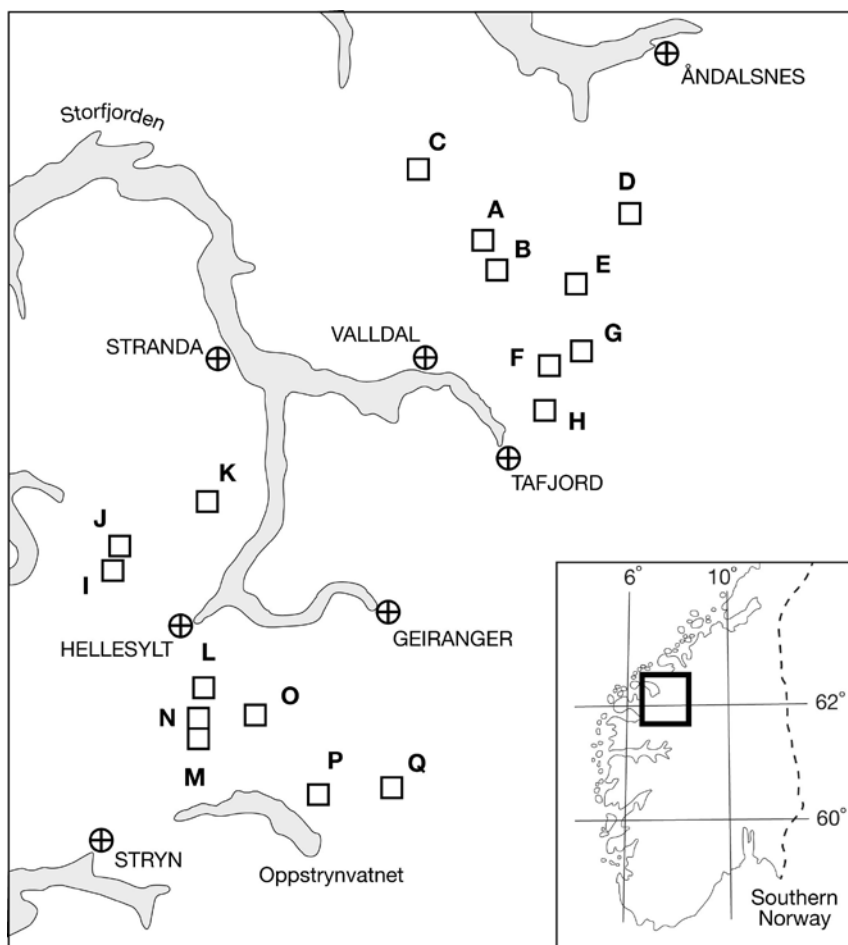 ÅNDALSNES
Storfjorden
C
D
A
B
E
STRANDA
VALLDAL
G
F
H
TAFJORD
K
J
I
HELLESYLT
GEIRANGER
L
N
O
M
P
Q
STRYN
Oppstrynvatnet
6°
10°
62°
60°
Southern
Norway